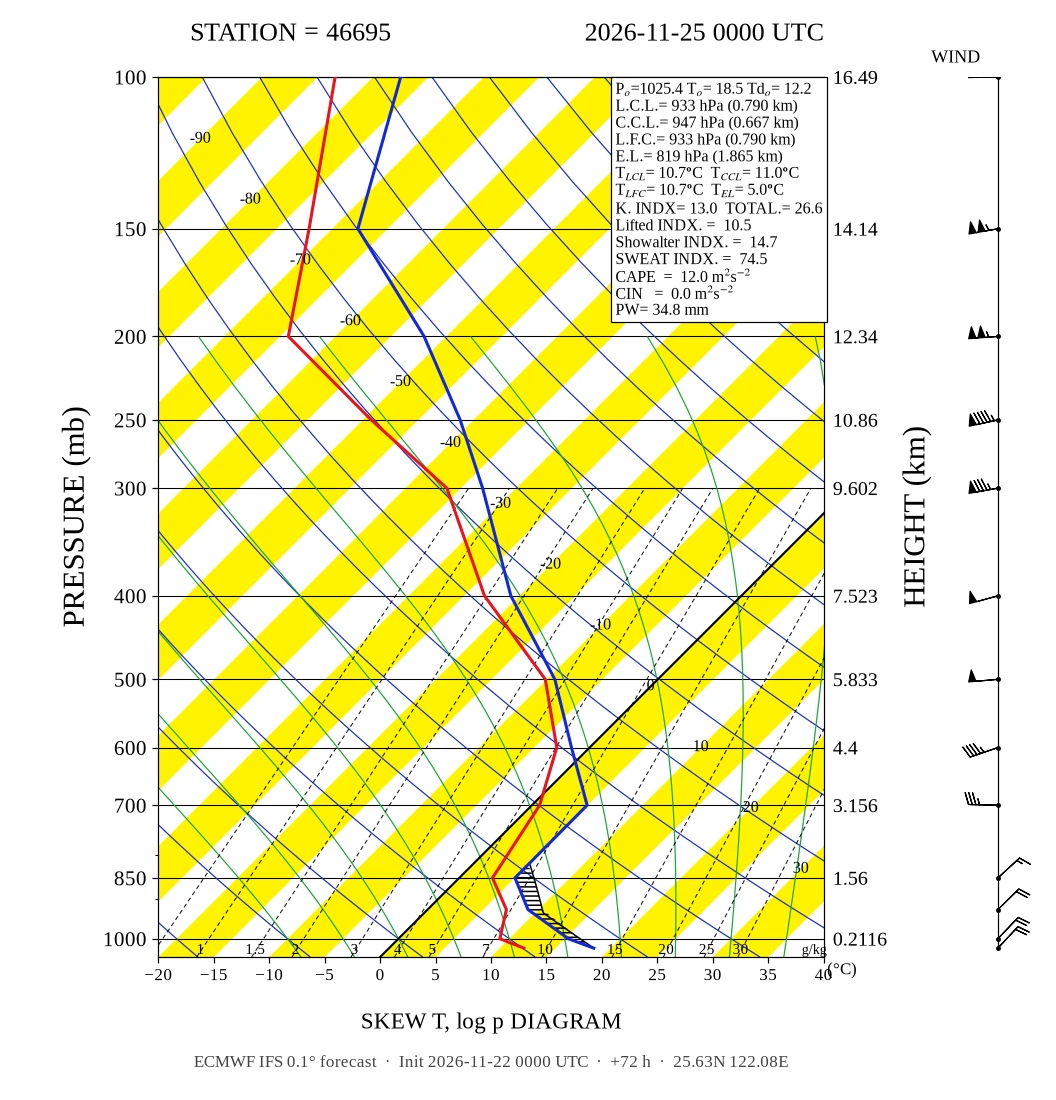 STATION = 46695 2026-11-25 0000 UTC
WIND
Pₒ=1025.4 Tₒ= 18.5 Tdₒ= 12.2
L.C.L.= 933 hPa (0.790 km)
C.C.L.= 947 hPa (0.667 km)
L.F.C.= 933 hPa (0.790 km)
E.L.= 819 hPa (1.865 km)
T_LCL= 10.7°C T_CCL= 11.0°C
T_LFC= 10.7°C T_EL= 5.0°C
K. INDX= 13.0 TOTAL.= 26.6
Lifted INDX. = 10.5
Showalter INDX. = 14.7
SWEAT INDX. = 74.5
CAPE = 12.0 m²s⁻²
CIN = 0.0 m²s⁻²
PW= 34.8 mm
PRESSURE (mb)
100
150
200
250
300
400
500
600
700
850
1000
HEIGHT (km)
16.49
14.14
12.34
10.86
9.602
7.523
5.833
4.4
3.156
1.56
0.2116
-90
-80
-70
-60
-50
-40
-30
-20
-10
0
10
20
30
1 1.5 2 3 4 5 7 10 15 20 25 30 g/kg
−20 −15 −10 −5 0 5 10 15 20 25 30 35 40 (°C)
SKEW T, log p DIAGRAM
ECMWF IFS 0.1° forecast · Init 2026-11-22 0000 UTC · +72 h · 25.63N 122.08E